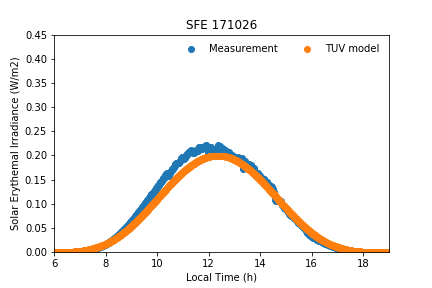 SFE 171026
Measurement
TUV model
Solar Erythemal Irradiance (W/m2)
0.45
0.40
0.35
0.30
0.25
0.20
0.15
0.10
0.05
0.00
6 8 10 12 14 16 18
Local Time (h)